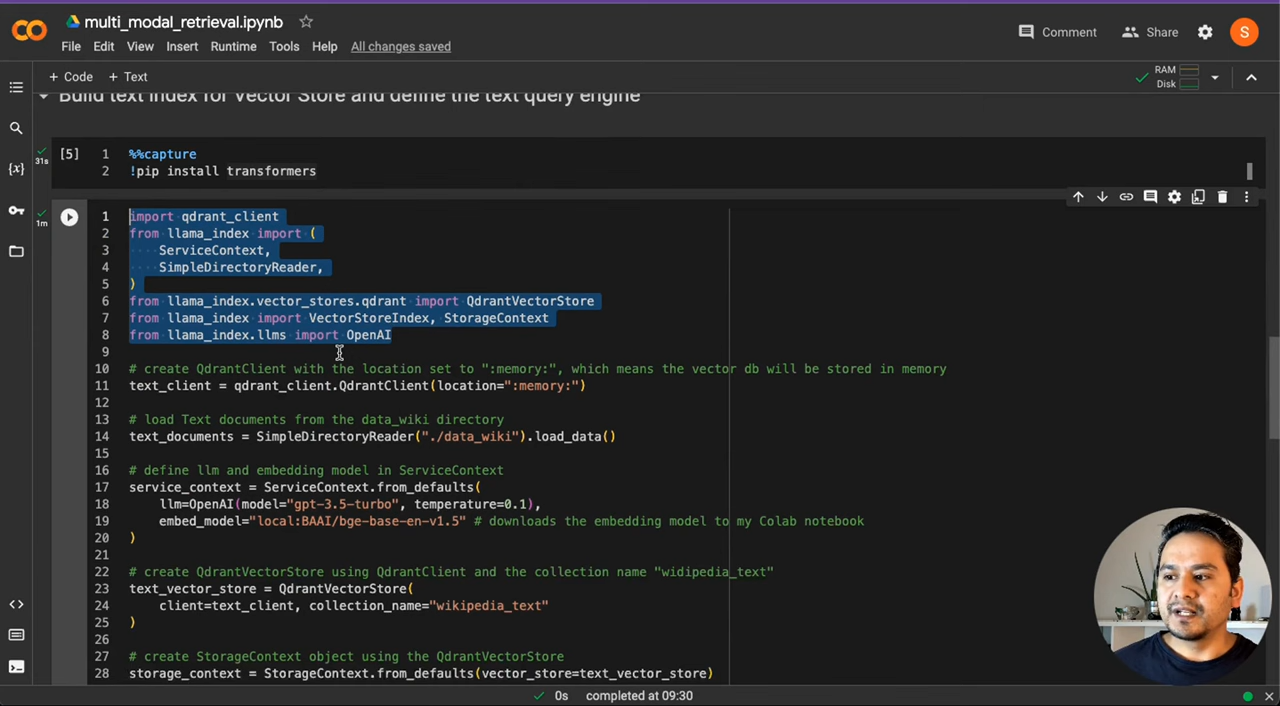 multi_modal_retrieval.ipynb
Comment
Share
S
File Edit View Insert Runtime Tools Help All changes saved
+ Code + Text
RAM
Disk
Build text index for Vector Store and define the text query engine
31s
[5]
1 %%capture
2 !pip install transformers
1m
1 import qdrant_client
2 from llama_index import (
3 ServiceContext,
4 SimpleDirectoryReader,
5 )
6 from llama_index.vector_stores.qdrant import QdrantVectorStore
7 from llama_index import VectorStoreIndex, StorageContext
8 from llama_index.llms import OpenAI
9
10 # create QdrantClient with the location set to ":memory:", which means the vector db will be stored in memory
11 text_client = qdrant_client.QdrantClient(location=":memory:")
12
13 # load Text documents from the data_wiki directory
14 text_documents = SimpleDirectoryReader("./data_wiki").load_data()
15
16 # define llm and embedding model in ServiceContext
17 service_context = ServiceContext.from_defaults(
18 llm=OpenAI(model="gpt-3.5-turbo", temperature=0.1),
19 embed_model="local:BAAI/bge-base-en-v1.5" # downloads the embedding model to my Colab notebook
20 )
21
22 # create QdrantVectorStore using QdrantClient and the collection name "widipedia_text"
23 text_vector_store = QdrantVectorStore(
24 client=text_client, collection_name="wikipedia_text"
25 )
26
27 # create StorageContext object using the QdrantVectorStore
28 storage_context = StorageContext.from_defaults(vector_store=text_vector_store)
0s completed at 09:30